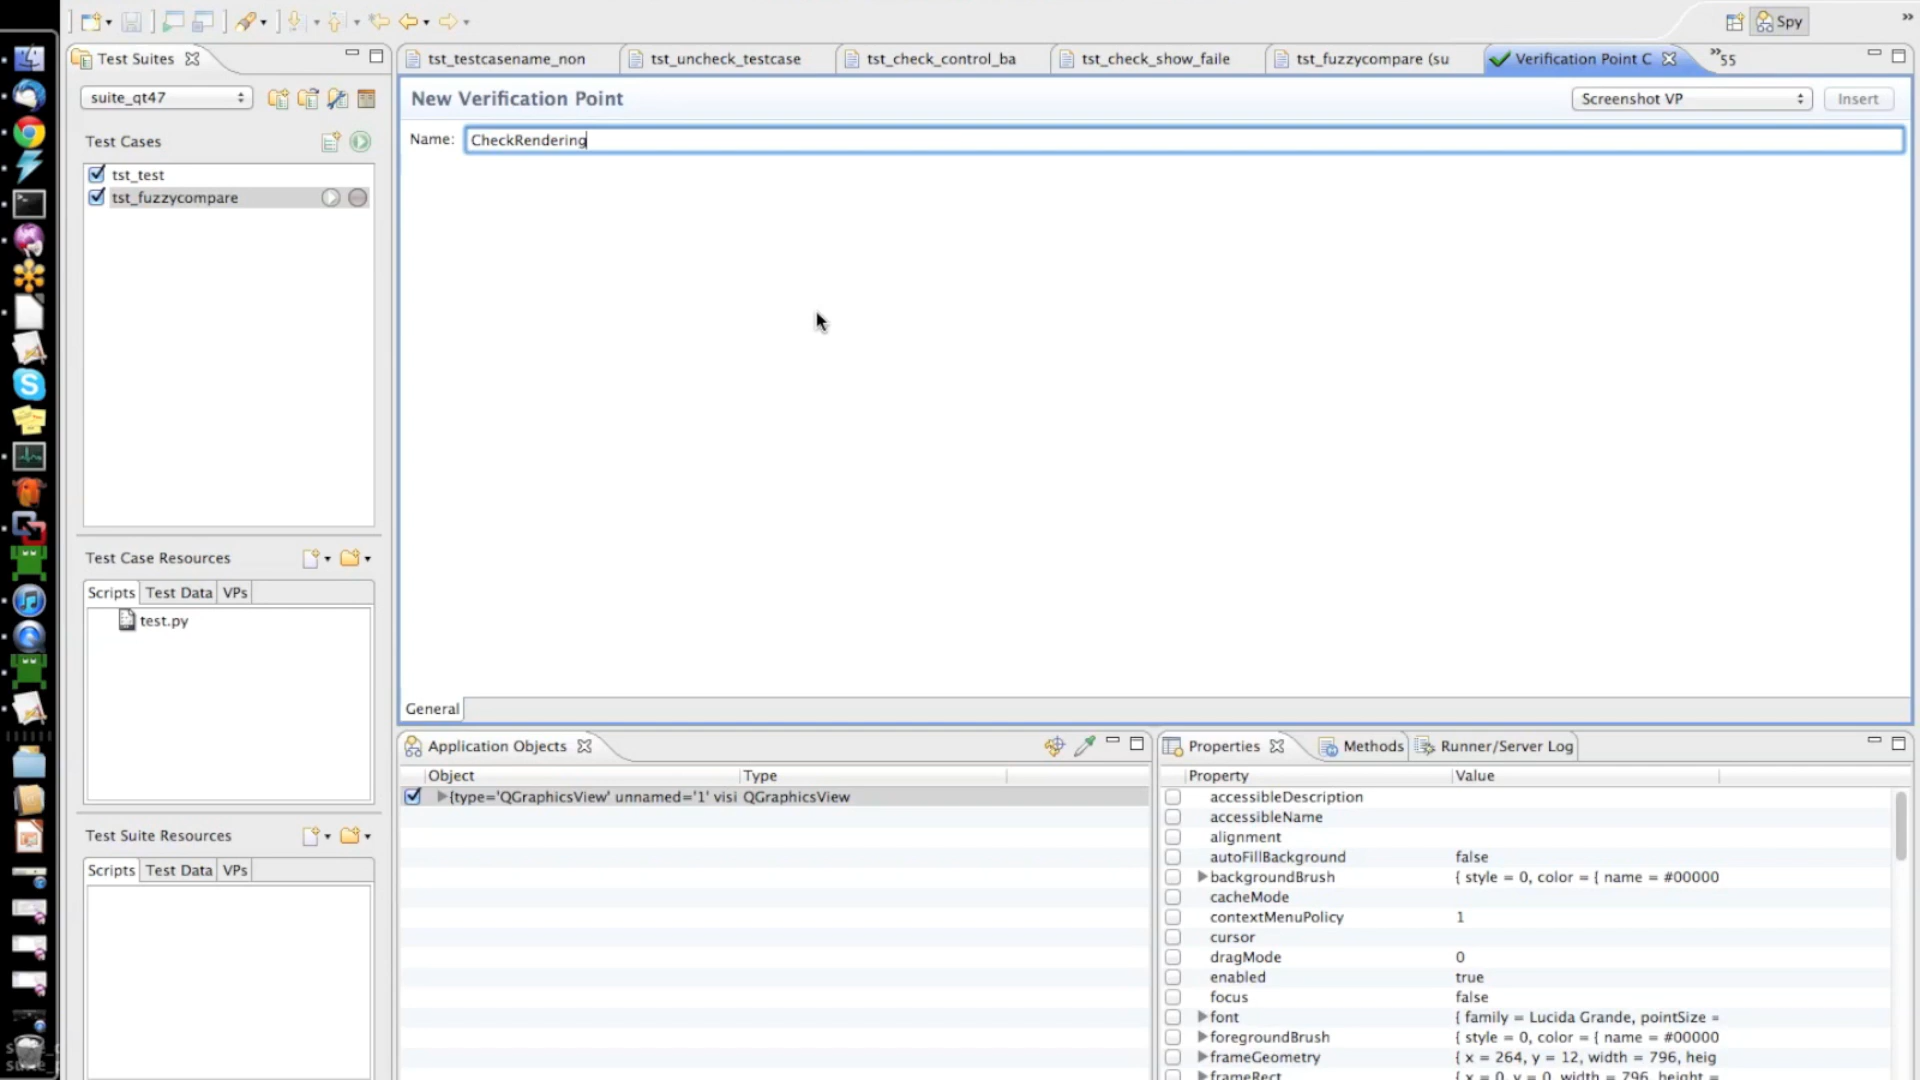 Spy
Test Suites
tst_testcasename_non
tst_uncheck_testcase
tst_check_control_ba
tst_check_show_faile
tst_fuzzycompare (su
Verification Point C
»55
suite_qt47
New Verification Point
Screenshot VP
Insert
Name:
CheckRendering
Test Cases
tst_test
tst_fuzzycompare
Test Case Resources
Scripts
Test Data
VPs
test.py
General
Application Objects
Properties
Methods
Runner/Server Log
Object
Type
Property
Value
{type='QGraphicsView' unnamed='1' visi
QGraphicsView
accessibleDescription
accessibleName
alignment
autoFillBackground
false
backgroundBrush
{ style = 0, color = { name = #00000
cacheMode
contextMenuPolicy
1
cursor
dragMode
0
enabled
true
focus
false
font
{ family = Lucida Grande, pointSize =
foregroundBrush
{ style = 0, color = { name = #00000
frameGeometry
{ x = 264, y = 12, width = 796, heig
frameRect
{ x = 0, y = 0, width = 796, height =
Test Suite Resources
Scripts
Test Data
VPs